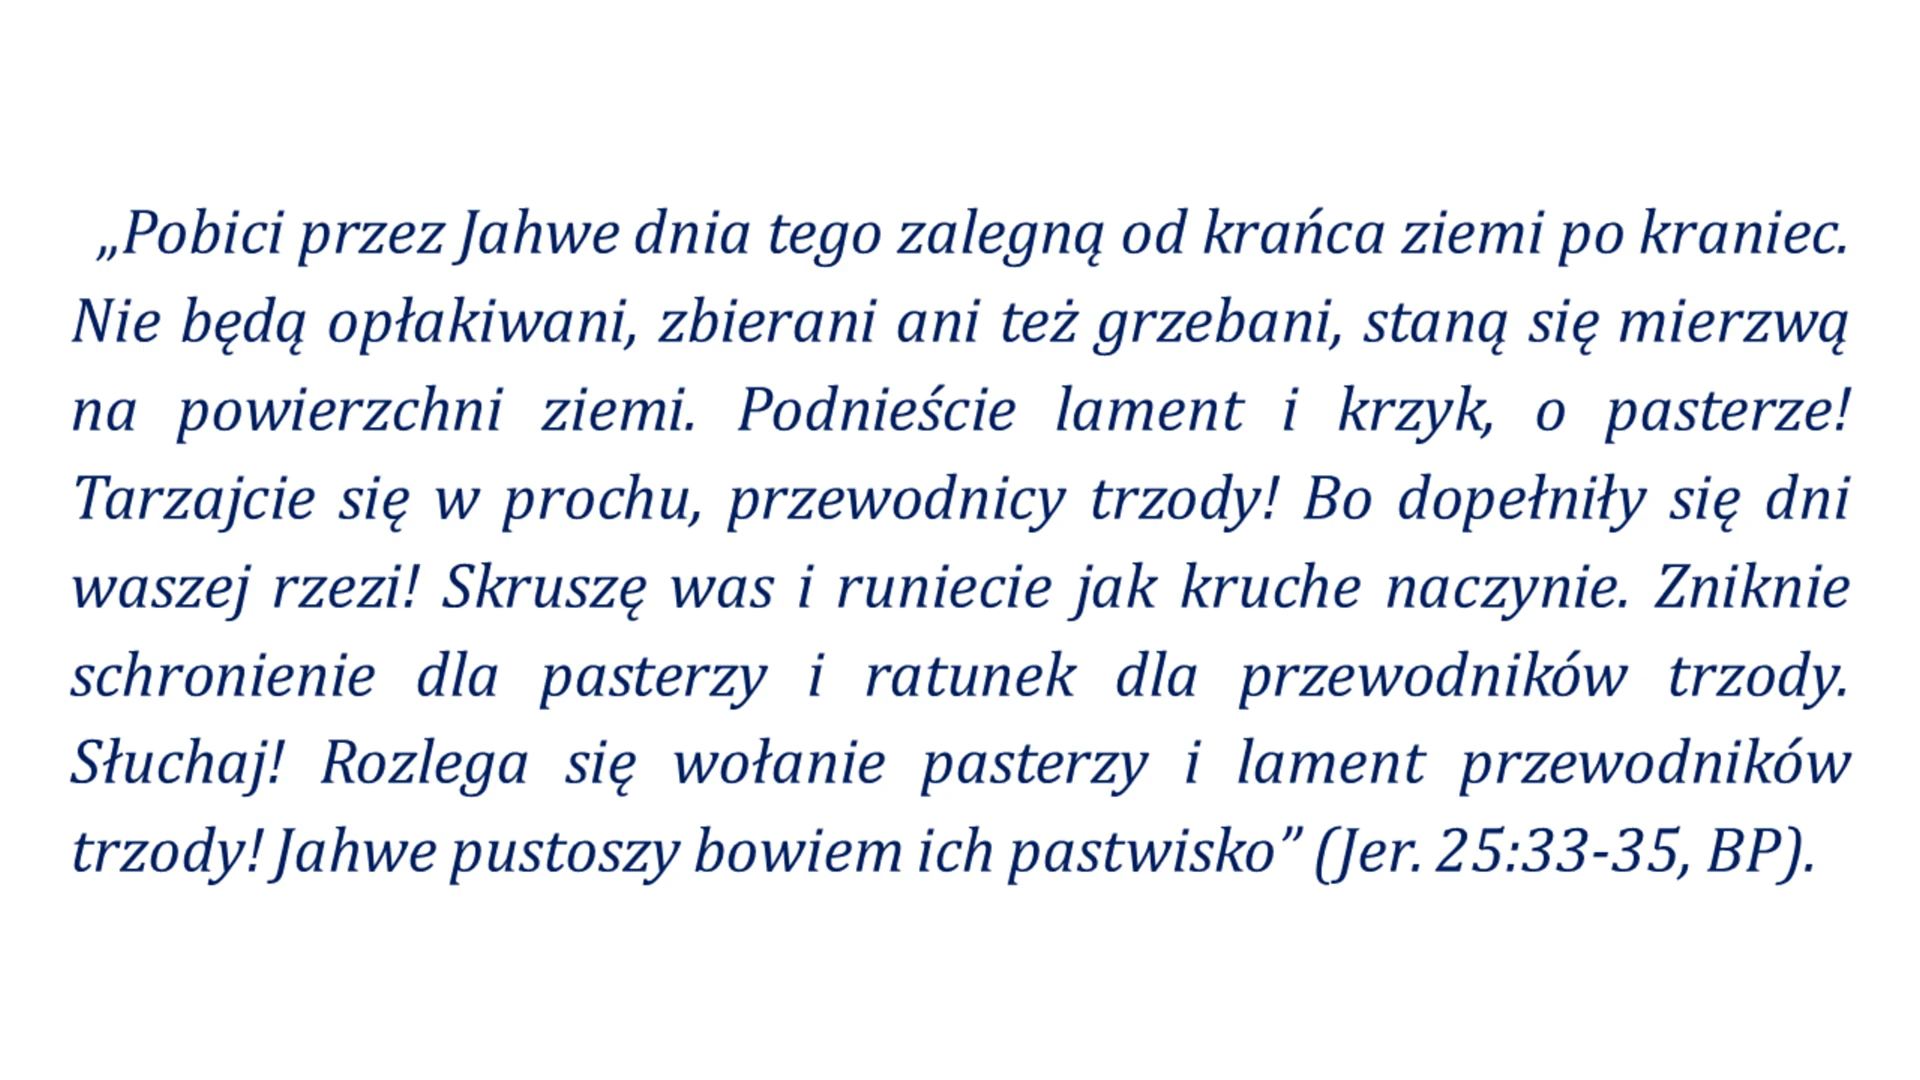 „Pobici przez Jahwe dnia tego zalegną od krańca ziemi po kraniec.
Nie będą opłakiwani, zbierani ani też grzebani, staną się mierzwą
na powierzchni ziemi. Podnieście lament i krzyk, o pasterze!
Tarzajcie się w prochu, przewodnicy trzody! Bo dopełniły się dni
waszej rzezi! Skruszę was i runiecie jak kruche naczynie. Zniknie
schronienie dla pasterzy i ratunek dla przewodników trzody.
Słuchaj! Rozlega się wołanie pasterzy i lament przewodników
trzody! Jahwe pustoszy bowiem ich pastwisko” (Jer. 25:33-35, BP).